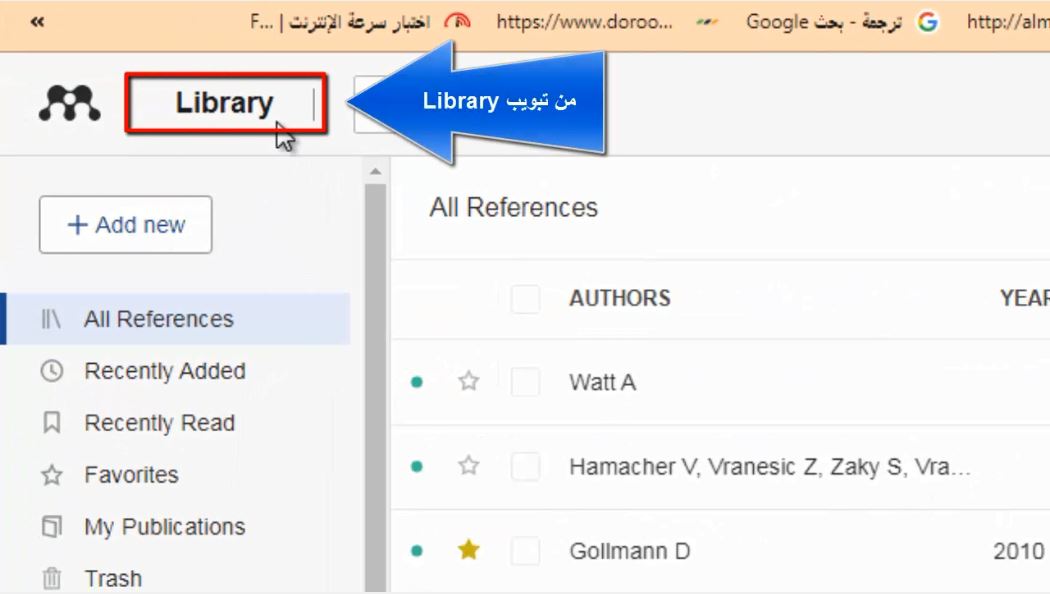 « اختبار سرعة الإنترنت | F... https://www.doroo... ترجمة - بحث Google http://alm
Library
من تبويب Library
+ Add new
All References
All References
AUTHORS YEAR
Recently Added
Watt A
Recently Read
Favorites
Hamacher V, Vranesic Z, Zaky S, Vra...
My Publications
Gollmann D 2010
Trash